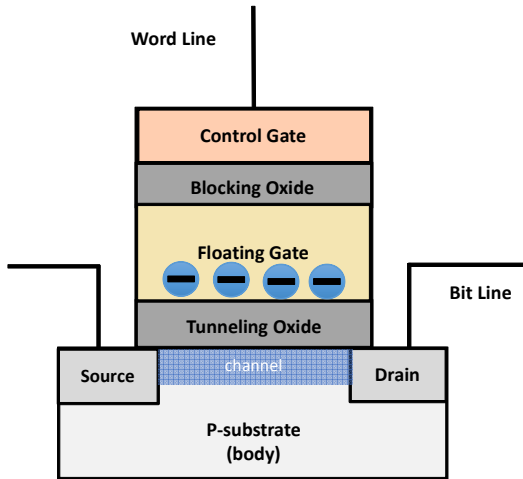 Word Line
Control Gate
Blocking Oxide
Floating Gate
Bit Line
Tunneling Oxide
channel
Source
Drain
P-substrate
(body)